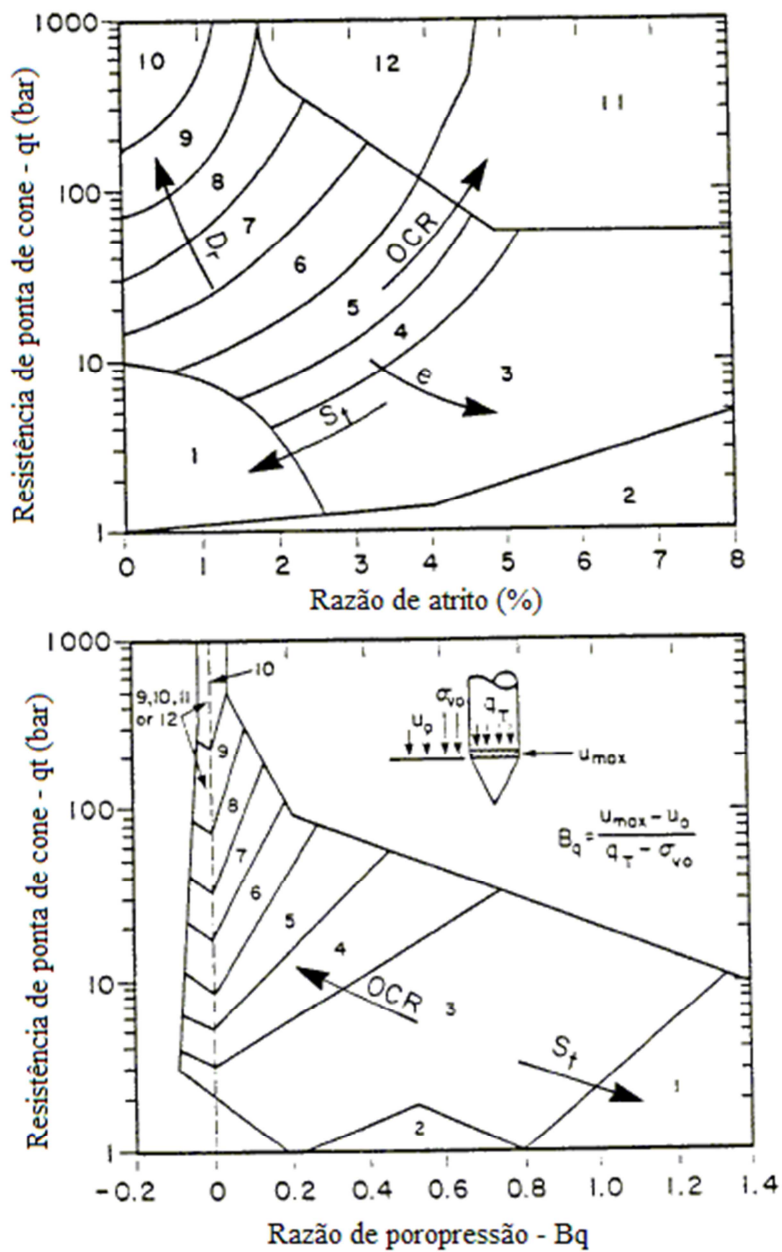 Resistência de ponta de cone - qt (bar)
1000
100
10
1
10
12
11
9
8
7
Dr
6
OCR
5
4
3
e
St
1
2
0 1 2 3 4 5 6 7 8
Razão de atrito (%)
Resistência de ponta de cone - qt (bar)
1000
100
10
1
10
9,10,11
or 12
9
σvo
uo
qT
umax
8
Bq = umax - uo / qT - σvo
7
6
5
4
OCR
3
St
1
2
-0.2 0 0.2 0.4 0.6 0.8 1.0 1.2 1.4
Razão de poropressão - Bq